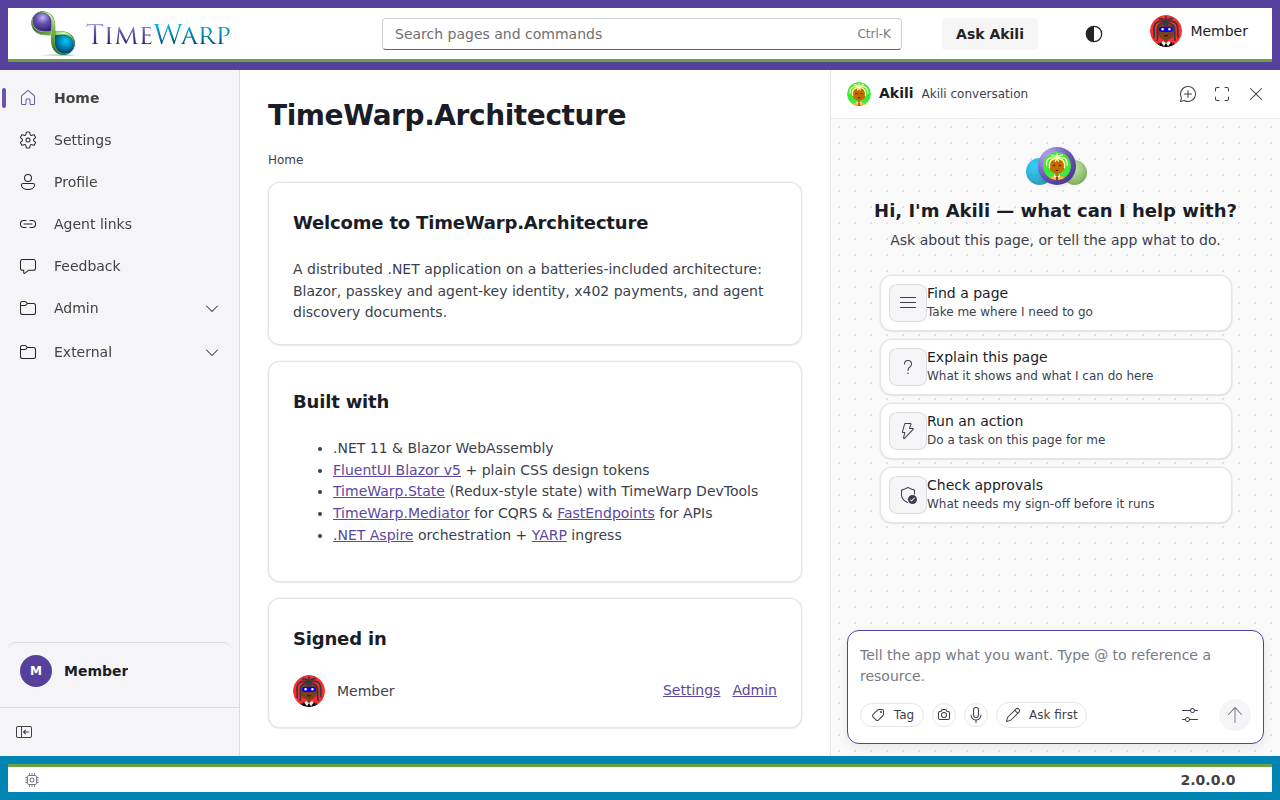 TIMEWARP
Search pages and commands
Ctrl-K
Ask Akili
Member
Home
Settings
Profile
Agent links
Feedback
Admin
External
M
Member
TimeWarp.Architecture
Home
Welcome to TimeWarp.Architecture
A distributed .NET application on a batteries-included architecture:
Blazor, passkey and agent-key identity, x402 payments, and agent
discovery documents.
Built with
• .NET 11 & Blazor WebAssembly
• FluentUI Blazor v5 + plain CSS design tokens
• TimeWarp.State (Redux-style state) with TimeWarp DevTools
• TimeWarp.Mediator for CQRS & FastEndpoints for APIs
• .NET Aspire orchestration + YARP ingress
Signed in
Member
Settings
Admin
Akili
Akili conversation
Hi, I'm Akili — what can I help with?
Ask about this page, or tell the app what to do.
Find a page
Take me where I need to go
?
Explain this page
What it shows and what I can do here
Run an action
Do a task on this page for me
Check approvals
What needs my sign-off before it runs
Tell the app what you want. Type @ to reference a
resource.
Tag
Ask first
2.0.0.0